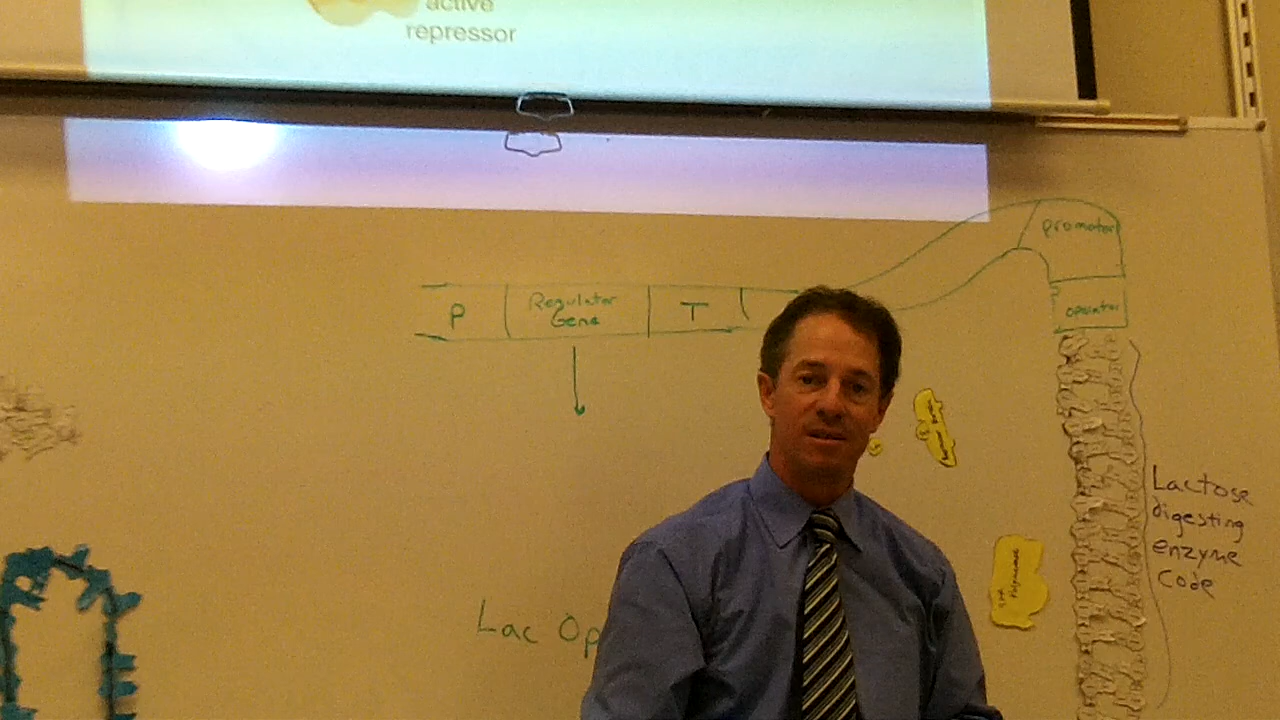 active
repressor
promoter
P
Regulator
Gene
T
operator
Lactose
digesting
enzyme
code
Lac Op